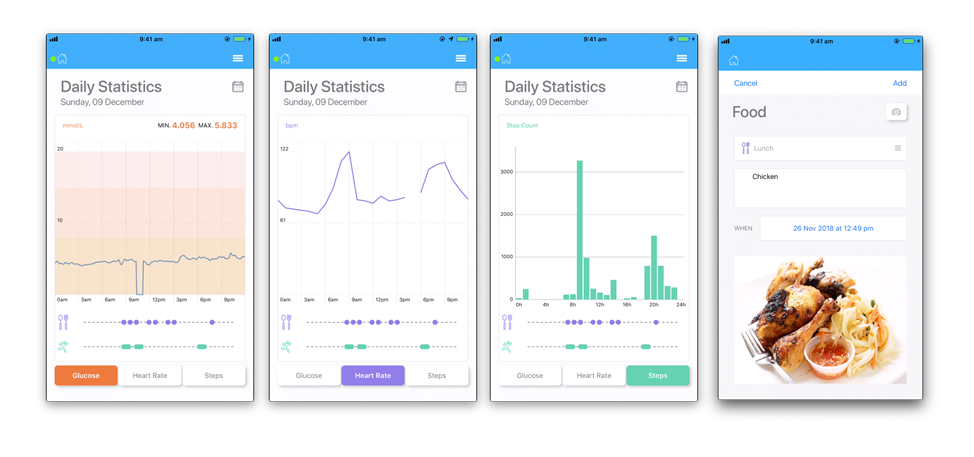 9:41 am
Daily Statistics
Sunday, 09 December
mmol/L MIN. 4.056 MAX. 5.833
20
10
0am 3am 6am 9am 12pm 3pm 6pm 9pm
Glucose Heart Rate Steps
9:41 am
Daily Statistics
Sunday, 09 December
bpm
122
61
0am 3am 6am 9am 12pm 3pm 6pm 9pm
Glucose Heart Rate Steps
9:41 am
Daily Statistics
Sunday, 09 December
Step Count
3000
2000
1000
0
0h 4h 8h 12h 16h 20h 24h
Glucose Heart Rate Steps
9:41 am
Cancel Add
Food
Lunch
Chicken
WHEN 26 Nov 2018 at 12:49 pm